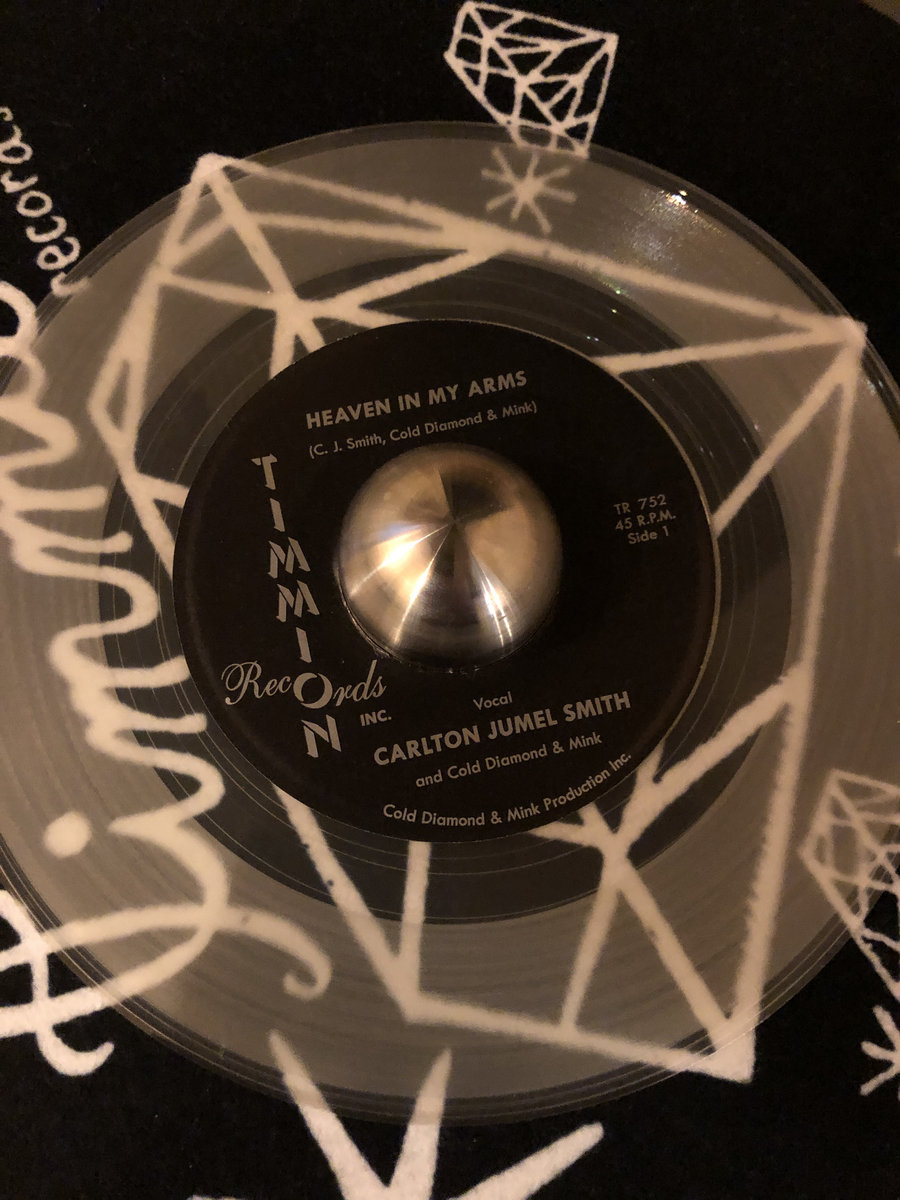 HEAVEN IN MY ARMS
(C. J. Smith, Cold Diamond & Mink)
TIMMION
Records
INC.
TR 752
45 R.P.M.
Side 1
Vocal
CARLTON JUMEL SMITH
and Cold Diamond & Mink
Cold Diamond & Mink Production Inc.
records